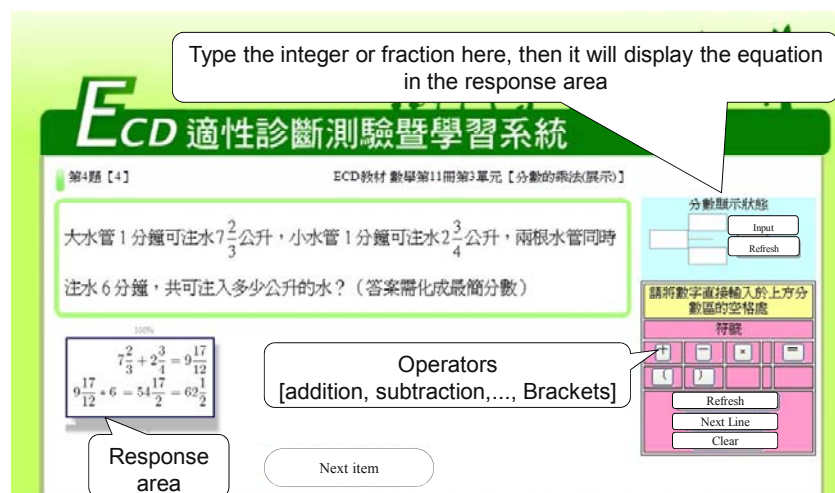 Type the integer or fraction here, then it will display the equation
in the response area
ECD 適性診斷測驗暨學習系統
第4題【4】
ECD教材 數學第11冊第3單元【分數的乘法(展示)】
分數顯示狀態
Input
Refresh
大水管 1 分鐘可注水 7 2/3 公升,小水管 1 分鐘可注水 2 3/4 公升,兩根水管同時
注水 6 分鐘,共可注入多少公升的水?(答案需化成最簡分數)
請將數字直接輸入於上方分
數區的空格處
符號
+ − × =
( )
Refresh
Next Line
Clear
100%
7 2/3 + 2 3/4 = 9 17/12
9 17/12 * 6 = 54 17/2 = 62 1/2
Operators
[addition, subtraction,..., Brackets]
Response
area
Next item